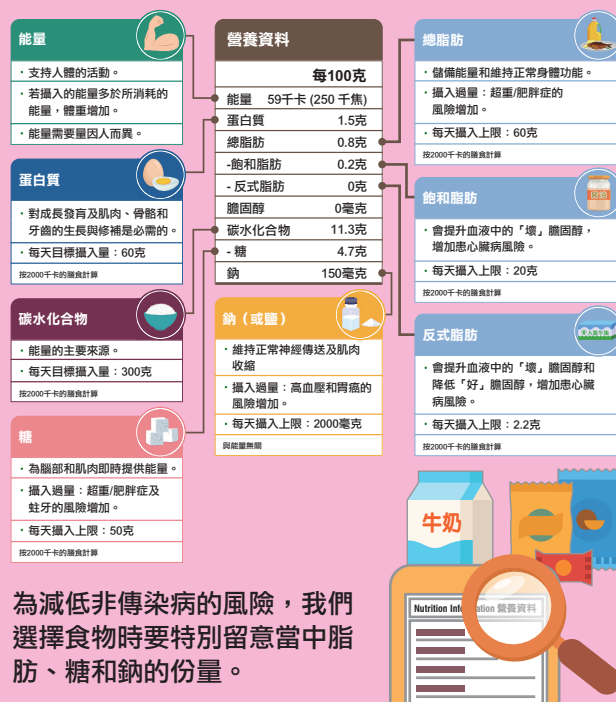 能量
· 支持人體的活動。
· 若攝入的能量多於所消耗的
能量，體重增加。
· 能量需要量因人而異。
蛋白質
· 對成長發育及肌肉、骨骼和
牙齒的生長與修補是必需的。
· 每天目標攝入量：60克
按2000千卡的膳食計算
碳水化合物
· 能量的主要來源。
· 每天目標攝入量：300克
按2000千卡的膳食計算
糖
· 為腦部和肌肉即時提供能量。
· 攝入過量：超重/肥胖症及
蛀牙的風險增加。
· 每天攝入上限：50克
按2000千卡的膳食計算
營養資料
每100克
能量 59千卡 (250 千焦)
蛋白質 1.5克
總脂肪 0.8克
-飽和脂肪 0.2克
- 反式脂肪 0克
膽固醇 0毫克
碳水化合物 11.3克
- 糖 4.7克
鈉 150毫克
鈉（或鹽）
· 維持正常神經傳送及肌肉
收縮
· 攝入過量：高血壓和胃癌的
風險增加。
· 每天攝入上限：2000毫克
與能量無關
總脂肪
· 儲備能量和維持正常身體功能。
· 攝入過量：超重/肥胖症的
風險增加。
· 每天攝入上限：60克
按2000千卡的膳食計算
飽和脂肪
· 會提升血液中的「壞」膽固醇，
增加患心臟病風險。
· 每天攝入上限：20克
按2000千卡的膳食計算
反式脂肪
· 會提升血液中的「壞」膽固醇和
降低「好」膽固醇，增加患心臟
病風險。
· 每天攝入上限：2.2克
按2000千卡的膳食計算
牛奶
Nutrition Information 營養資料
為減低非傳染病的風險，我們
選擇食物時要特別留意當中脂
肪、糖和鈉的份量。